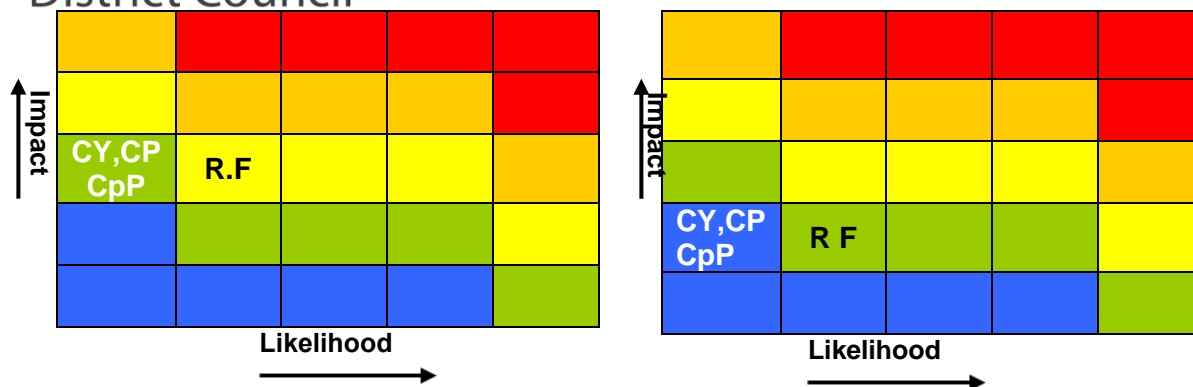 District Council
Impact
CY,CP
CpP
R.F
Likelihood
Impact
CY,CP
CpP
R F
Likelihood